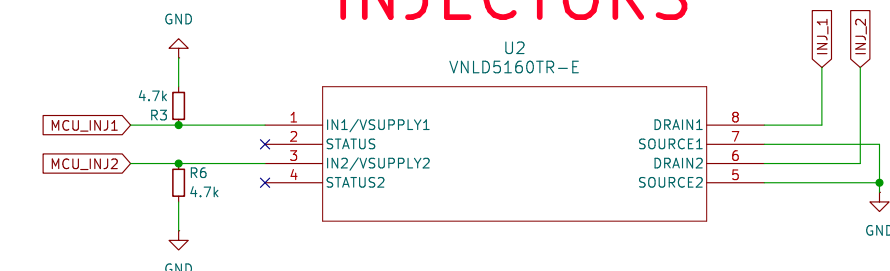 INJECTORS
GND
U2
VNLD5160TR-E
INJ_1
INJ_2
4.7k
R3
MCU_INJ1
1
IN1/VSUPPLY1
DRAIN1
8
2
STATUS
SOURCE1
7
MCU_INJ2
3
IN2/VSUPPLY2
DRAIN2
6
R6
4.7k
4
STATUS2
SOURCE2
5
GND
GND